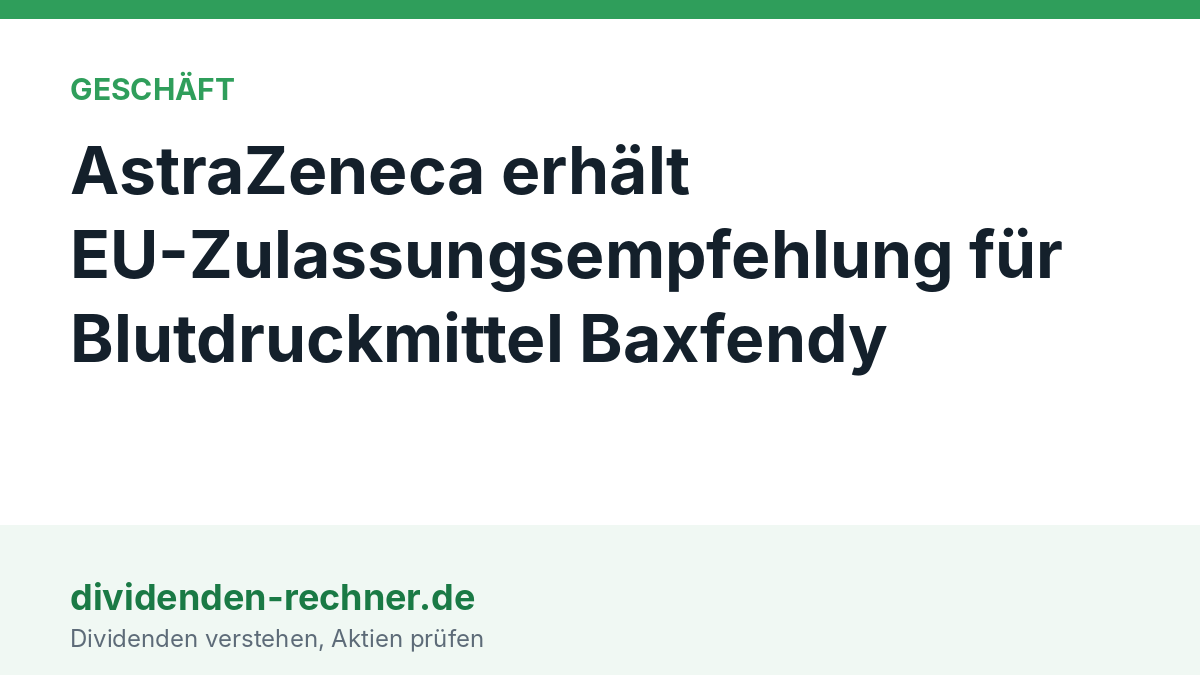 GESCHÄFT
AstraZeneca erhält
EU-Zulassungsempfehlung für
Blutdruckmittel Baxfendy
dividenden-rechner.de
Dividenden verstehen, Aktien prüfen